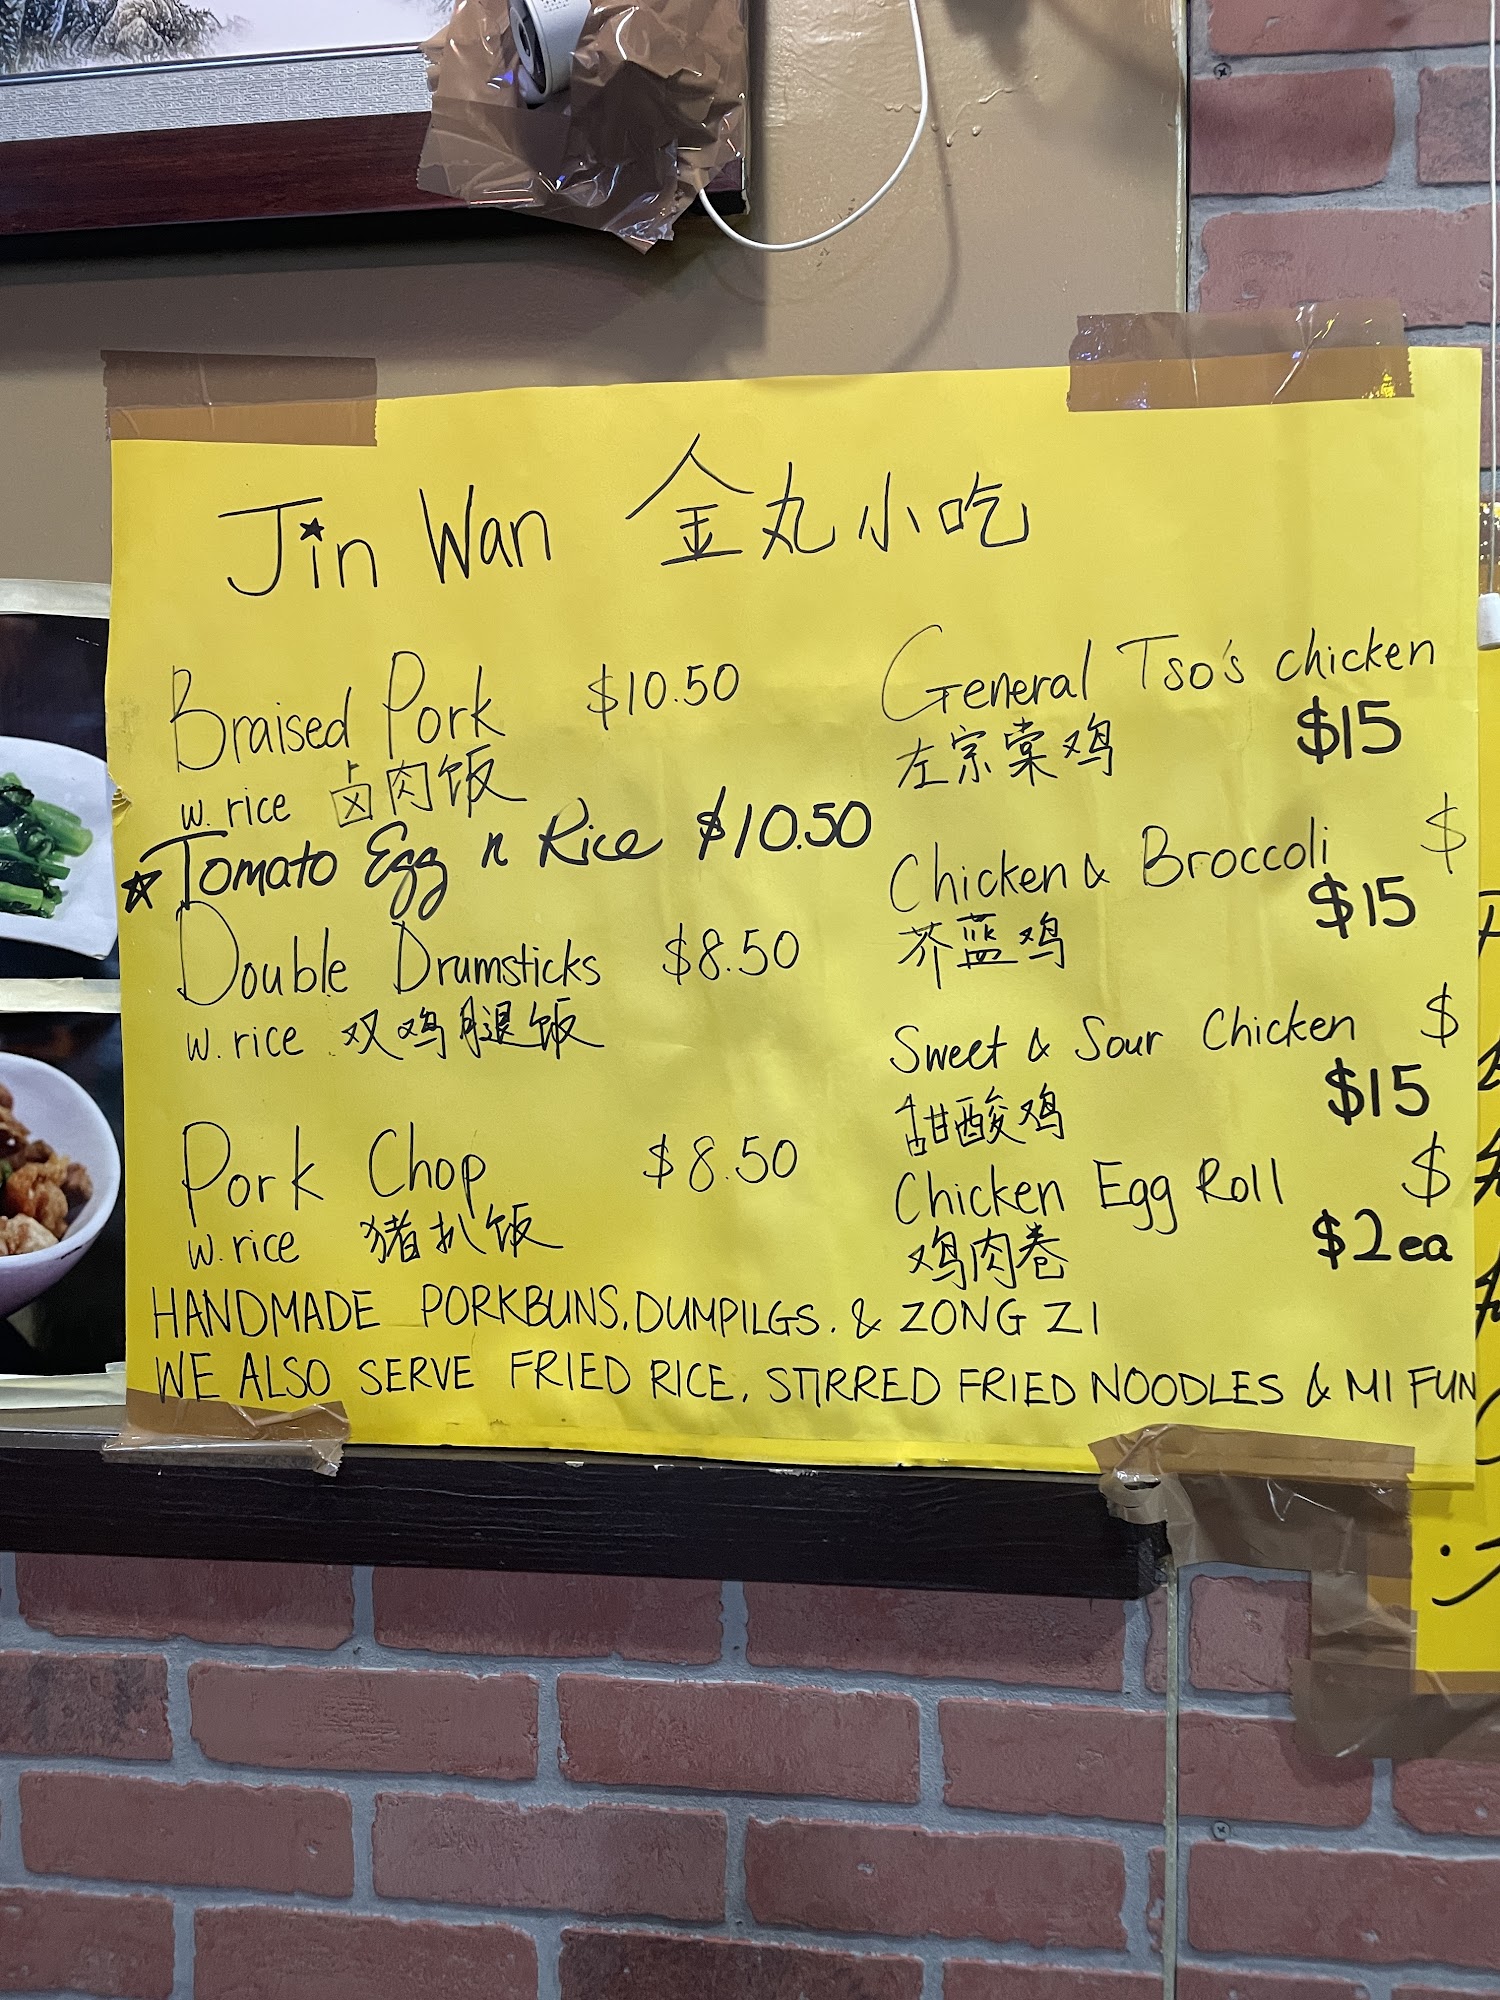 Jin Wan 金丸小吃
Braised Pork $10.50
w. rice 卤肉饭
Tomato Egg n Rice $10.50
Double Drumsticks $8.50
w. rice 双鸡腿饭
Pork Chop $8.50
w. rice 猪扒饭
General Tso's chicken
$15
左宗棠鸡
Chicken & Broccoli $
$15
芥蓝鸡
Sweet & Sour Chicken $
$15
甜酸鸡
Chicken Egg Roll $
$2ea
鸡肉卷
HANDMADE PORKBUNS, DUMPILGS. & ZONG ZI
WE ALSO SERVE FRIED RICE, STIRRED FRIED NOODLES & MI FUN